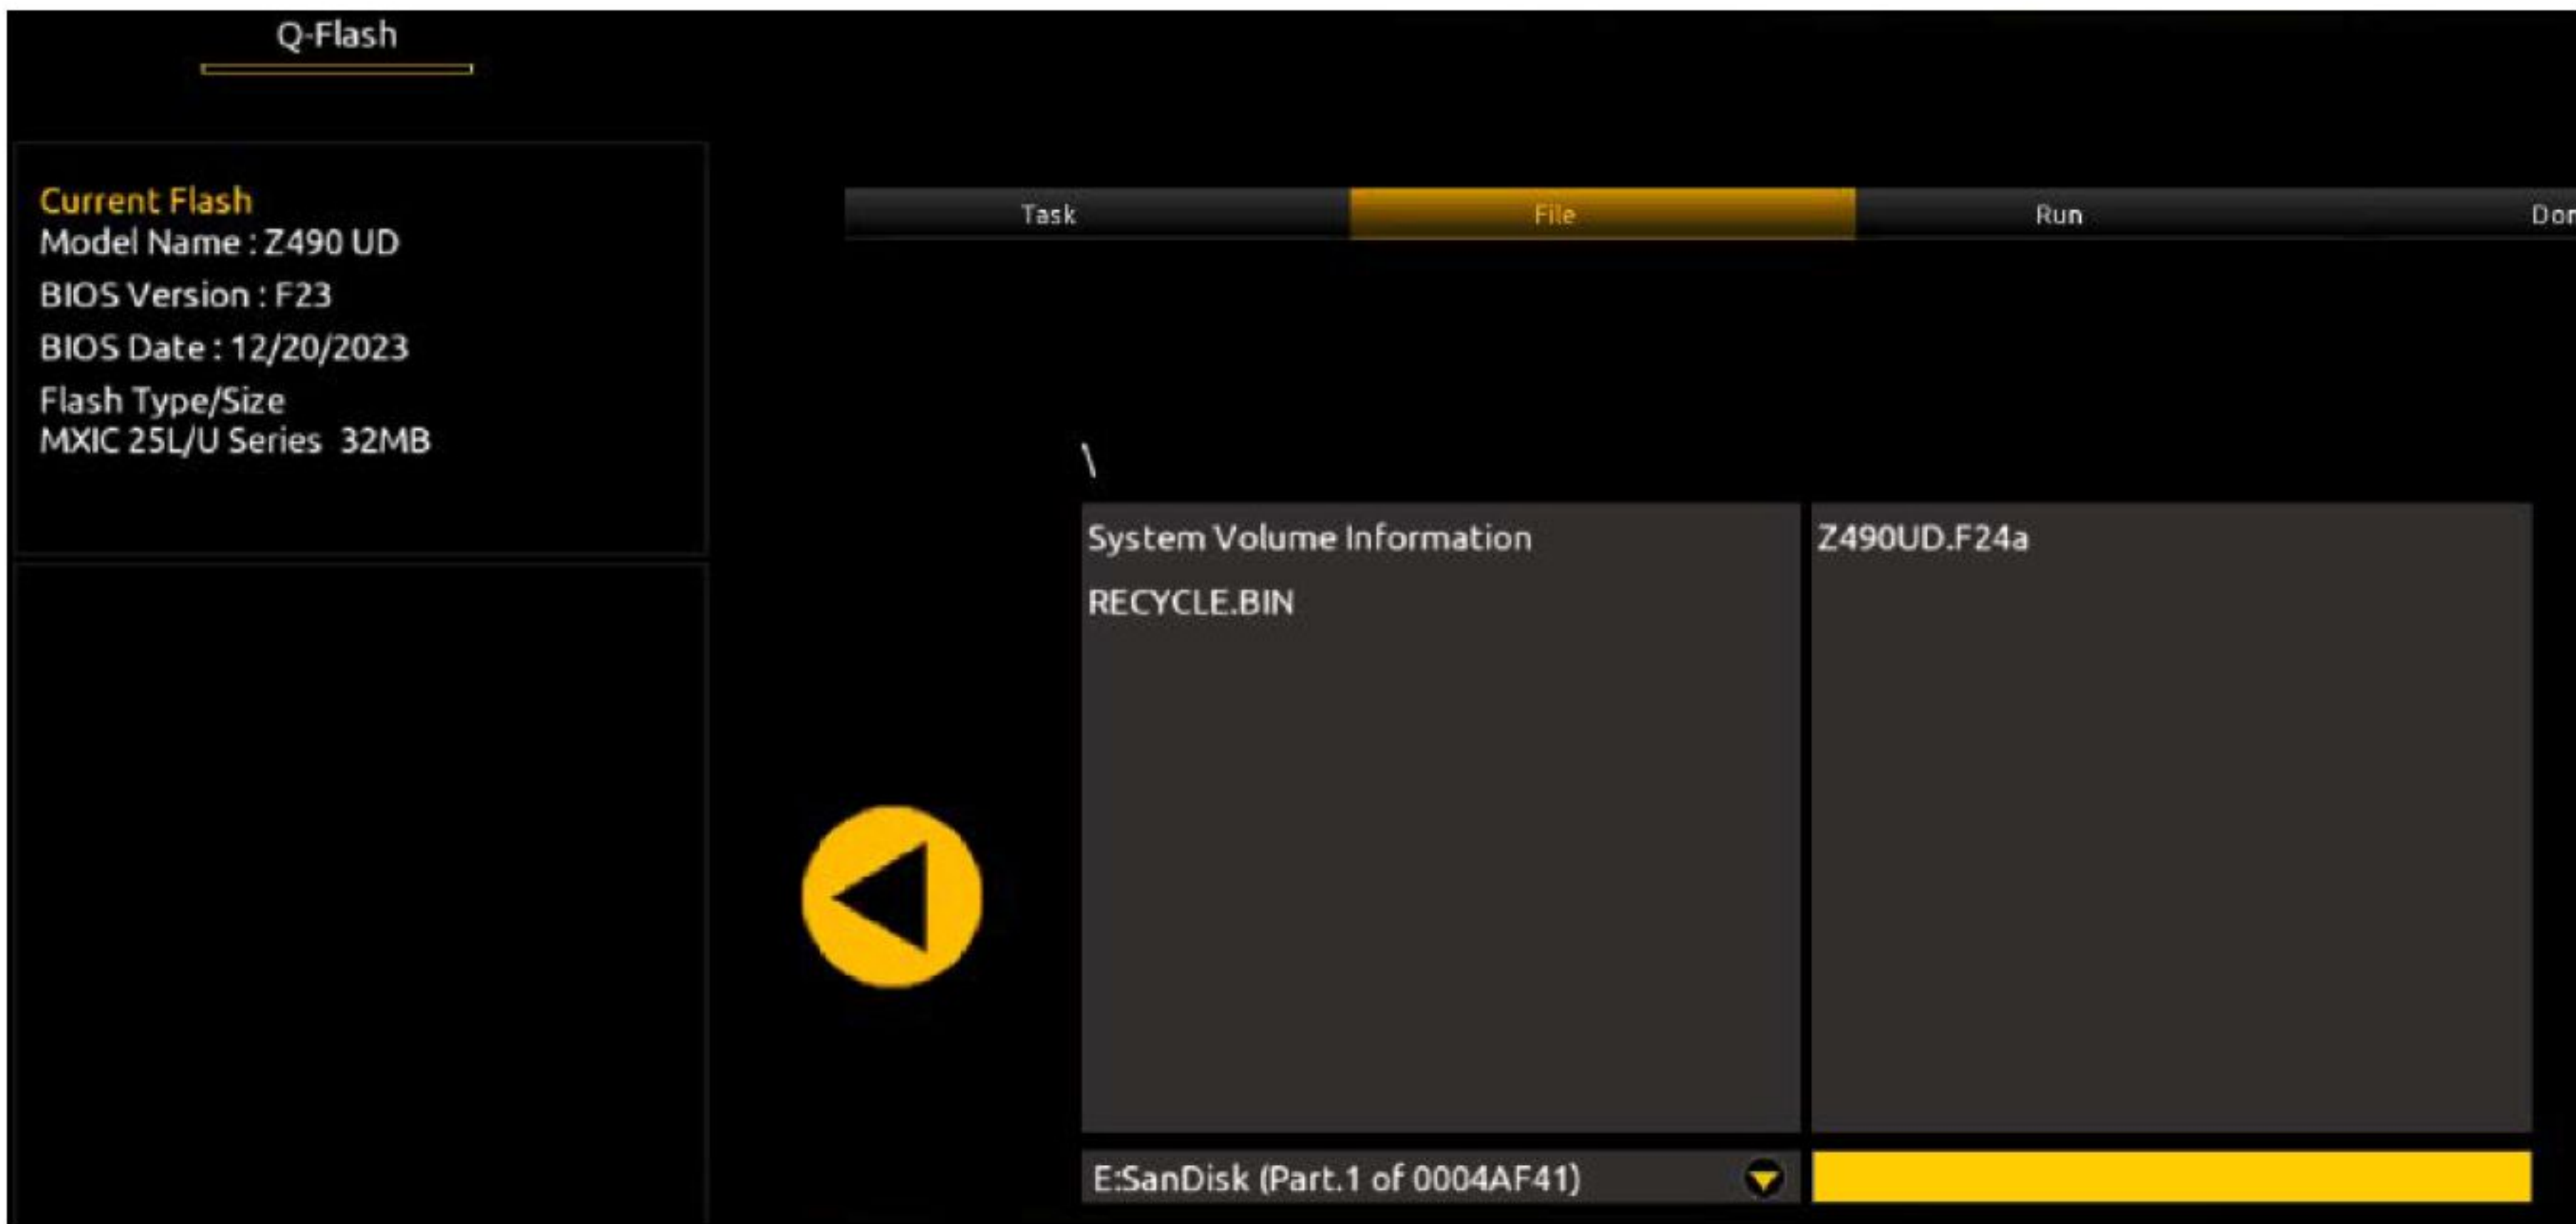 Q-Flash
Current Flash
Model Name : Z490 UD
BIOS Version : F23
BIOS Date : 12/20/2023
Flash Type/Size
MXIC 25L/U Series 32MB
Task
File
Run
Don
\
System Volume Information
RECYCLE.BIN
Z490UD.F24a
E:SanDisk (Part.1 of 0004AF41)